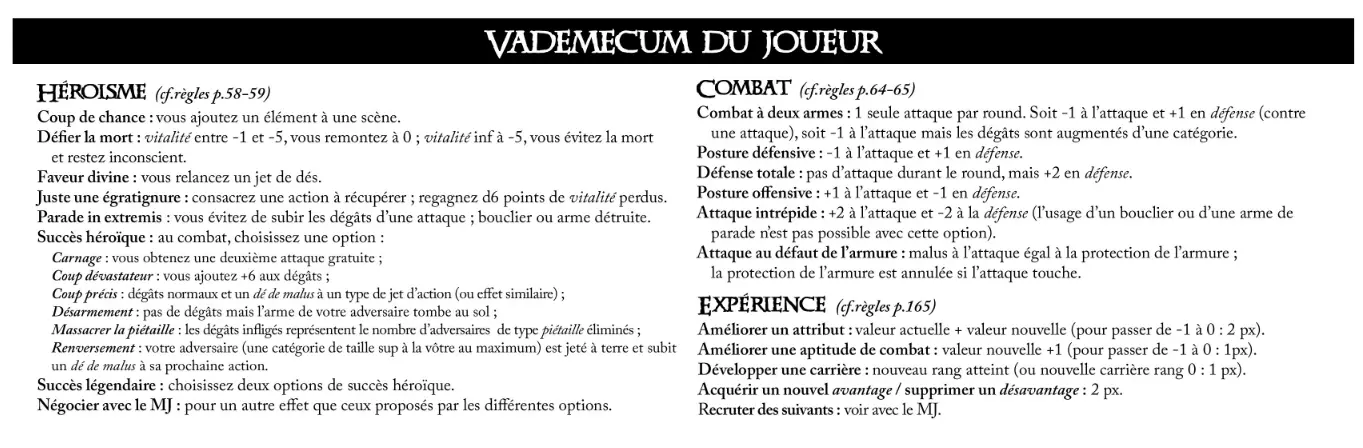 VADEMECUM DU JOUEUR
HÉROISME (cf.règles p.58-59)
Coup de chance : vous ajoutez un élément à une scène.
Défier la mort : vitalité entre -1 et -5, vous remontez à 0 ; vitalité inf à -5, vous évitez la mort
et restez inconscient.
Faveur divine : vous relancez un jet de dés.
Juste une égratignure : consacrez une action à récupérer ; regagnez d6 points de vitalité perdus.
Parade in extremis : vous évitez de subir les dégâts d'une attaque ; bouclier ou arme détruite.
Succès héroïque : au combat, choisissez une option :
Carnage : vous obtenez une deuxième attaque gratuite ;
Coup dévastateur : vous ajoutez +6 aux dégâts ;
Coup précis : dégâts normaux et un dé de malus à un type de jet d'action (ou effet similaire) ;
Désarmement : pas de dégâts mais l'arme de votre adversaire tombe au sol ;
Massacrer la piétaille : les dégâts infligés représentent le nombre d'adversaires de type piétaille éliminés ;
Renversement : votre adversaire (une catégorie de taille sup à la vôtre au maximum) est jeté à terre et subit
un dé de malus à sa prochaine action.
Succès légendaire : choisissez deux options de succès héroïque.
Négocier avec le MJ : pour un autre effet que ceux proposés par les différentes options.
COMBAT (cf.règles p.64-65)
Combat à deux armes : 1 seule attaque par round. Soit -1 à l'attaque et +1 en défense (contre
une attaque), soit -1 à l'attaque mais les dégâts sont augmentés d'une catégorie.
Posture défensive : -1 à l'attaque et +1 en défense.
Défense totale : pas d'attaque durant le round, mais +2 en défense.
Posture offensive : +1 à l'attaque et -1 en défense.
Attaque intrépide : +2 à l'attaque et -2 à la défense (l'usage d'un bouclier ou d'une arme de
parade n'est pas possible avec cette option).
Attaque au défaut de l'armure : malus à l'attaque égal à la protection de l'armure ;
la protection de l'armure est annulée si l'attaque touche.
EXPÉRIENCE (cf.règles p.165)
Améliorer un attribut : valeur actuelle + valeur nouvelle (pour passer de -1 à 0 : 2 px).
Améliorer une aptitude de combat : valeur nouvelle +1 (pour passer de -1 à 0 : 1px).
Développer une carrière : nouveau rang atteint (ou nouvelle carrière rang 0 : 1 px).
Acquérir un nouvel avantage / supprimer un désavantage : 2 px.
Recruter des suivants : voir avec le MJ.